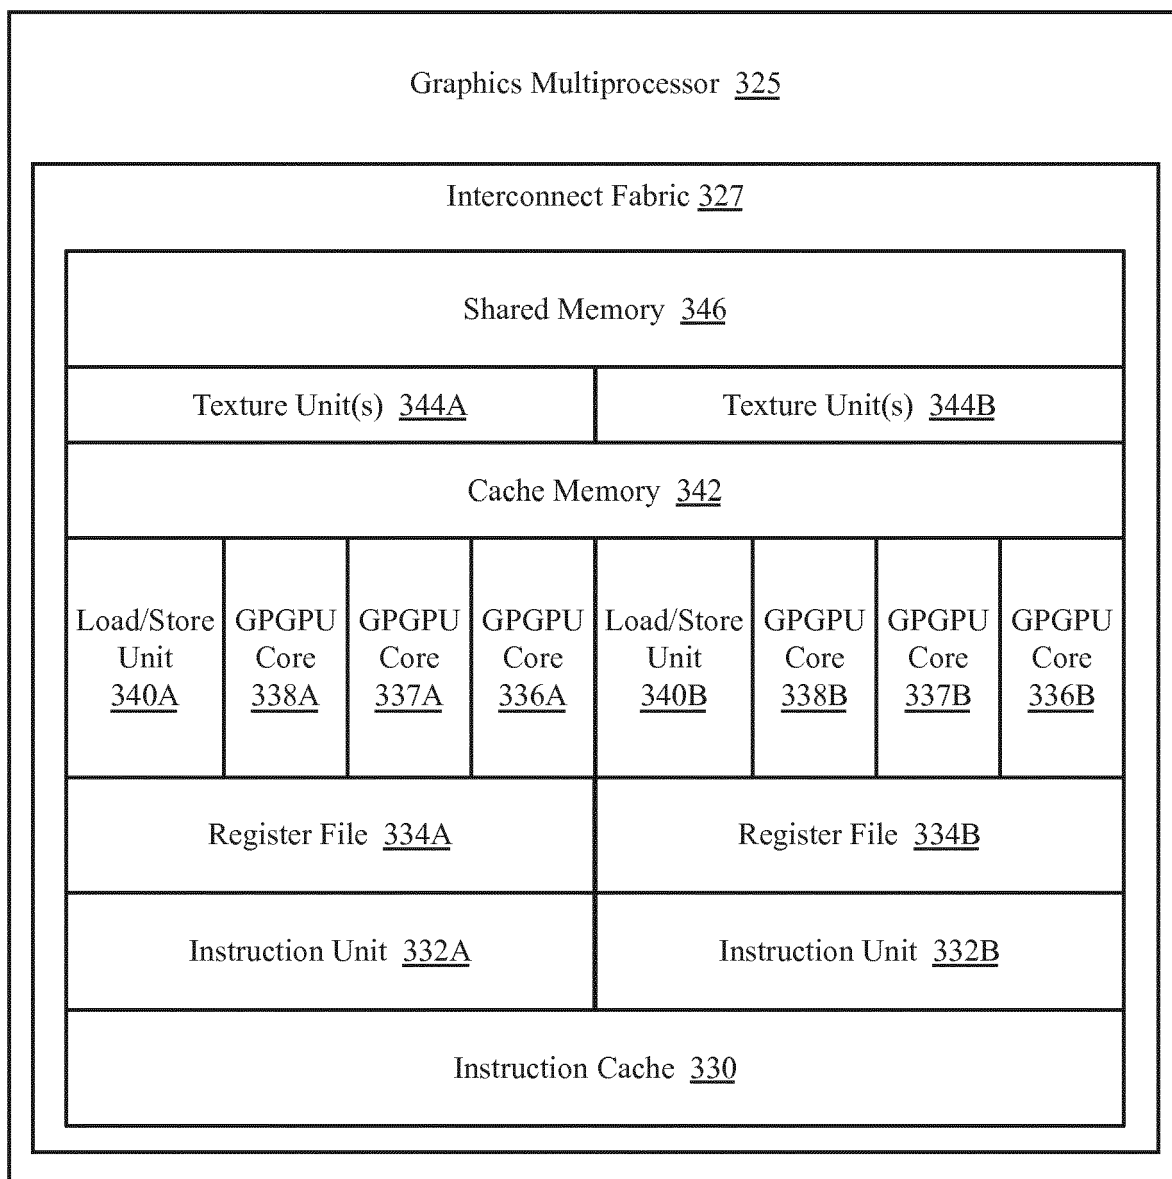 Graphics Multiprocessor 325
Interconnect Fabric 327
Shared Memory 346
Texture Unit(s) 344A
Texture Unit(s) 344B
Cache Memory 342
Load/Store
Unit
340A
GPGPU
Core
338A
GPGPU
Core
337A
GPGPU
Core
336A
Load/Store
Unit
340B
GPGPU
Core
338B
GPGPU
Core
337B
GPGPU
Core
336B
Register File 334A
Register File 334B
Instruction Unit 332A
Instruction Unit 332B
Instruction Cache 330